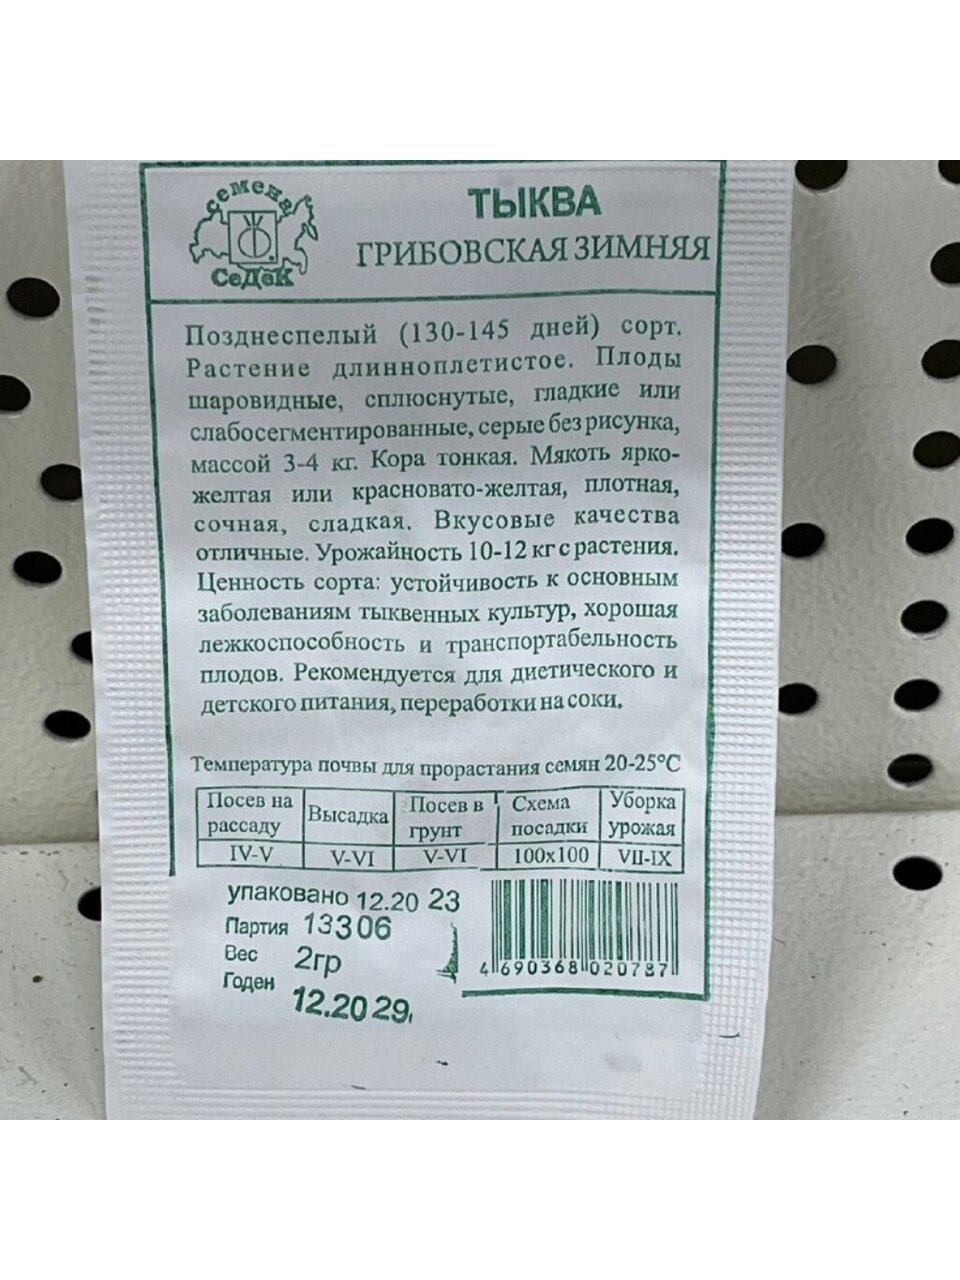 семена
СеДеК
ТЫКВА
ГРИБОВСКАЯ ЗИМНЯЯ
Позднеспелый (130-145 дней) сорт.
Растение длинноплетистое. Плоды
шаровидные, сплюснутые, гладкие или
слабосегментированные, серые без рисунка,
массой 3-4 кг. Кора тонкая. Мякоть ярко-
желтая или красновато-желтая, плотная,
сочная, сладкая. Вкусовые качества
отличные. Урожайность 10-12 кг с растения.
Ценность сорта: устойчивость к основным
заболеваниям тыквенных культур, хорошая
лежкоспособность и транспортабельность
плодов. Рекомендуется для диетического и
детского питания, переработки на соки.
Температура почвы для прорастания семян 20-25°С
Посев на рассаду Высадка Посев в грунт Схема посадки Уборка урожая
IV-V V-VI V-VI 100х100 VII-IX
упаковано 12.20 23
Партия 13306
Вес 2гр
Годен 12.20 29
4 690368 020787